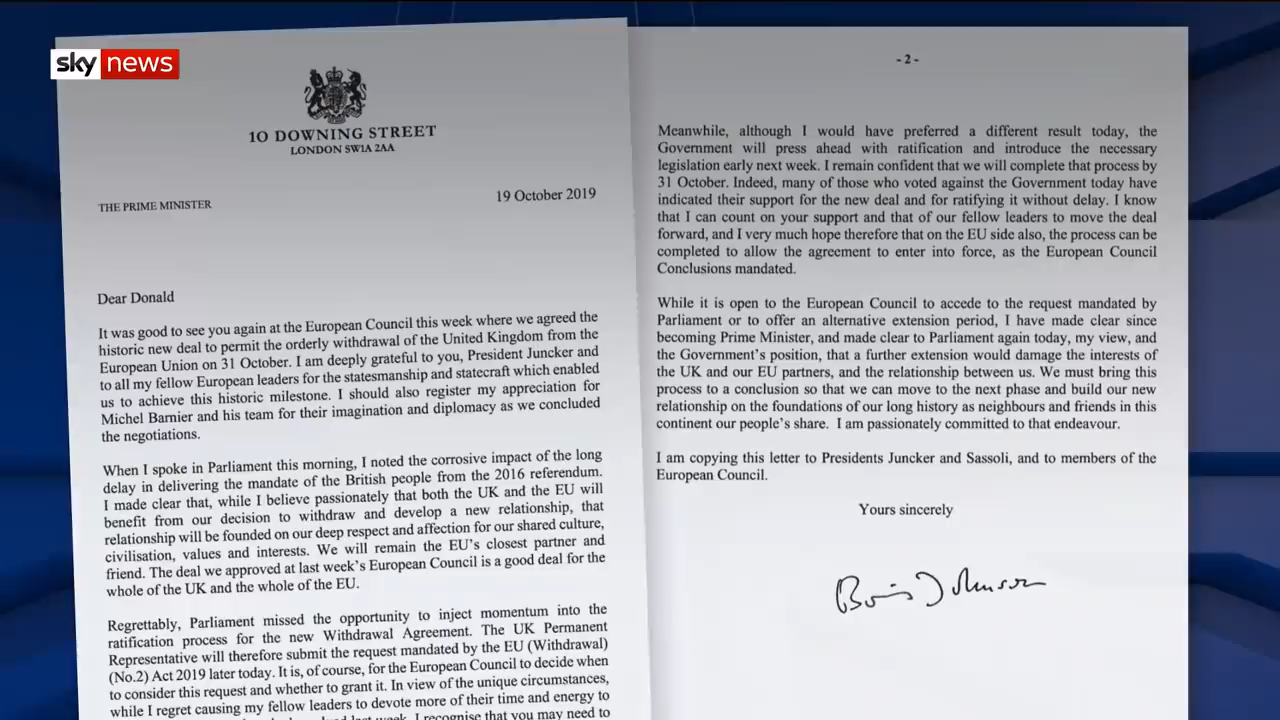 sky news
10 DOWNING STREET
LONDON SW1A 2AA
THE PRIME MINISTER
19 October 2019
Dear Donald
It was good to see you again at the European Council this week where we agreed the
historic new deal to permit the orderly withdrawal of the United Kingdom from the
European Union on 31 October. I am deeply grateful to you, President Juncker and
to all my fellow European leaders for the statesmanship and statecraft which enabled
us to achieve this historic milestone. I should also register my appreciation for
Michel Barnier and his team for their imagination and diplomacy as we concluded
the negotiations.
When I spoke in Parliament this morning, I noted the corrosive impact of the long
delay in delivering the mandate of the British people from the 2016 referendum.
I made clear that, while I believe passionately that both the UK and the EU will
benefit from our decision to withdraw and develop a new relationship, that
relationship will be founded on our deep respect and affection for our shared culture,
civilisation, values and interests. We will remain the EU's closest partner and
friend. The deal we approved at last week's European Council is a good deal for the
whole of the UK and the whole of the EU.
Regrettably, Parliament missed the opportunity to inject momentum into the
ratification process for the new Withdrawal Agreement. The UK Permanent
Representative will therefore submit the request mandated by the EU (Withdrawal)
(No.2) Act 2019 later today. It is, of course, for the European Council to decide when
to consider this request and whether to grant it. In view of the unique circumstances,
while I regret causing my fellow leaders to devote more of their time and energy to
last week. I recognise that you may need to
- 2 -
Meanwhile, although I would have preferred a different result today, the
Government will press ahead with ratification and introduce the necessary
legislation early next week. I remain confident that we will complete that process by
31 October. Indeed, many of those who voted against the Government today have
indicated their support for the new deal and for ratifying it without delay. I know
that I can count on your support and that of our fellow leaders to move the deal
forward, and I very much hope therefore that on the EU side also, the process can be
completed to allow the agreement to enter into force, as the European Council
Conclusions mandated.
While it is open to the European Council to accede to the request mandated by
Parliament or to offer an alternative extension period, I have made clear since
becoming Prime Minister, and made clear to Parliament again today, my view, and
the Government's position, that a further extension would damage the interests of
the UK and our EU partners, and the relationship between us. We must bring this
process to a conclusion so that we can move to the next phase and build our new
relationship on the foundations of our long history as neighbours and friends in this
continent our people's share. I am passionately committed to that endeavour.
I am copying this letter to Presidents Juncker and Sassoli, and to members of the
European Council.
Yours sincerely
Boris Johnson